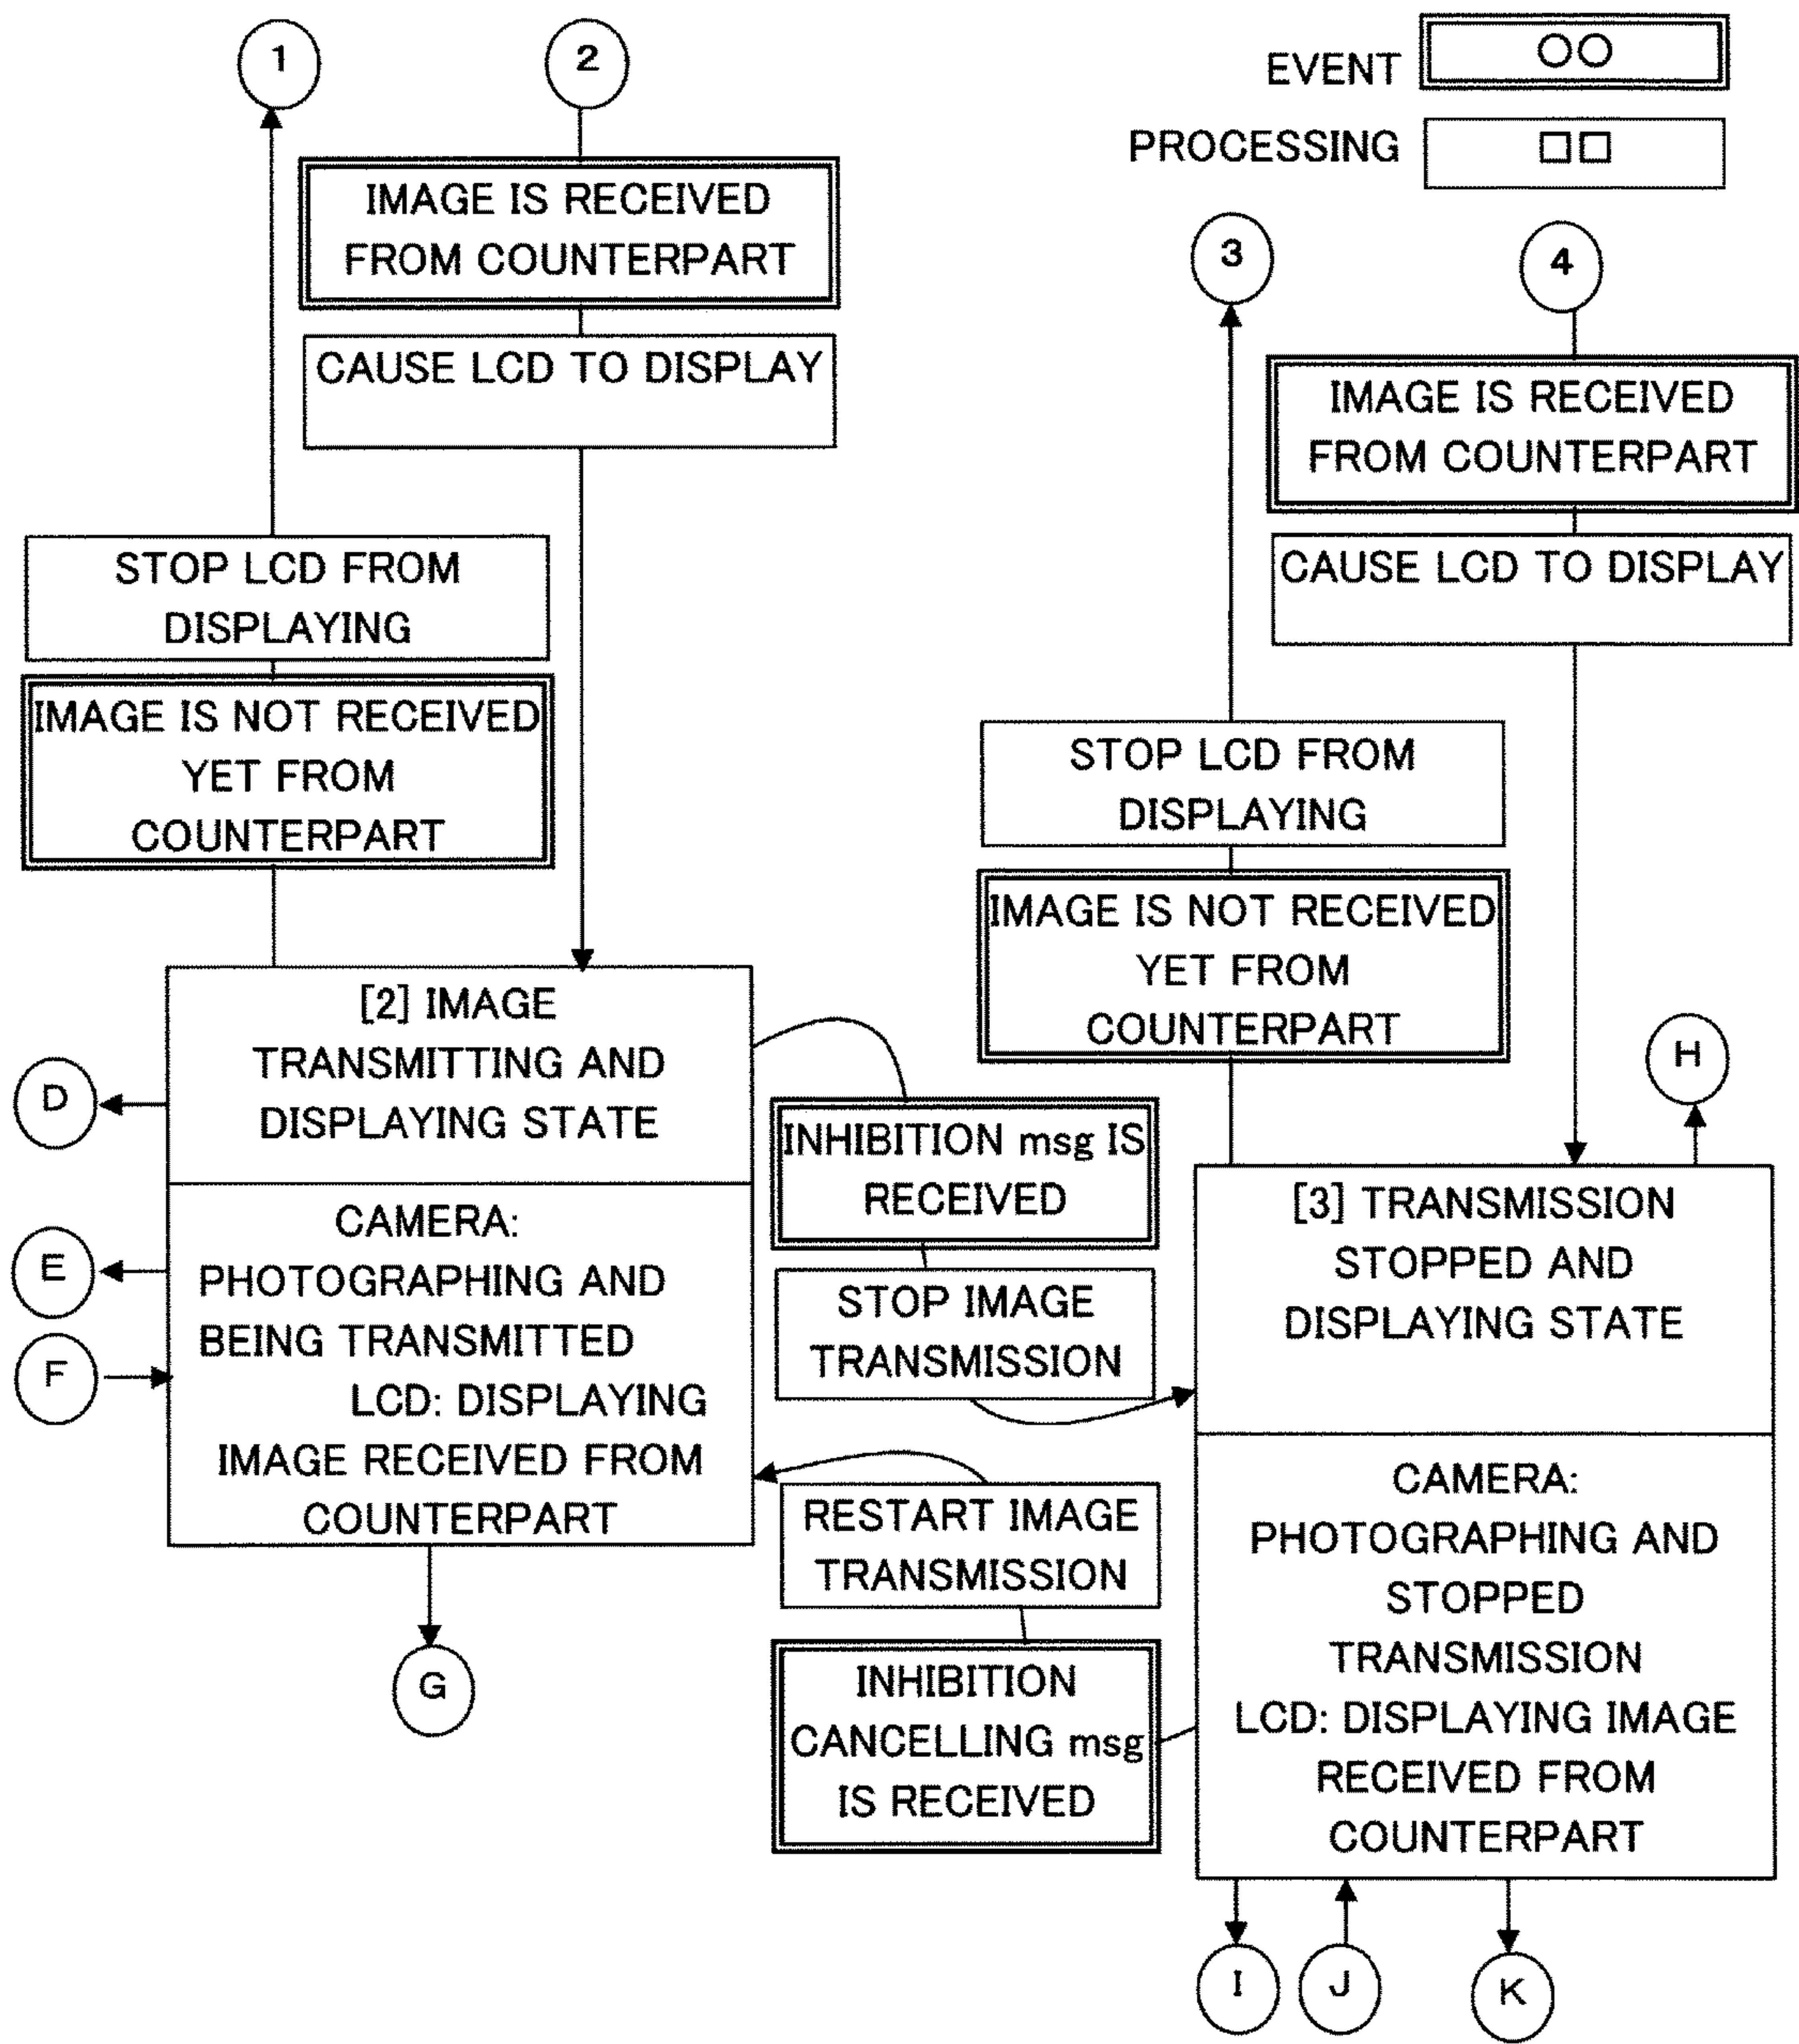 1
2
EVENT
○○
PROCESSING
□□
IMAGE IS RECEIVED
FROM COUNTERPART
CAUSE LCD TO DISPLAY
3
4
IMAGE IS RECEIVED
FROM COUNTERPART
CAUSE LCD TO DISPLAY
STOP LCD FROM
DISPLAYING
IMAGE IS NOT RECEIVED
YET FROM
COUNTERPART
STOP LCD FROM
DISPLAYING
IMAGE IS NOT RECEIVED
YET FROM
COUNTERPART
[2] IMAGE
TRANSMITTING AND
DISPLAYING STATE
CAMERA:
PHOTOGRAPHING AND
BEING TRANSMITTED
LCD: DISPLAYING
IMAGE RECEIVED FROM
COUNTERPART
D
E
F
G
INHIBITION msg IS
RECEIVED
STOP IMAGE
TRANSMISSION
RESTART IMAGE
TRANSMISSION
INHIBITION
CANCELLING msg
IS RECEIVED
H
[3] TRANSMISSION
STOPPED AND
DISPLAYING STATE
CAMERA:
PHOTOGRAPHING AND
STOPPED
TRANSMISSION
LCD: DISPLAYING IMAGE
RECEIVED FROM
COUNTERPART
I
J
K